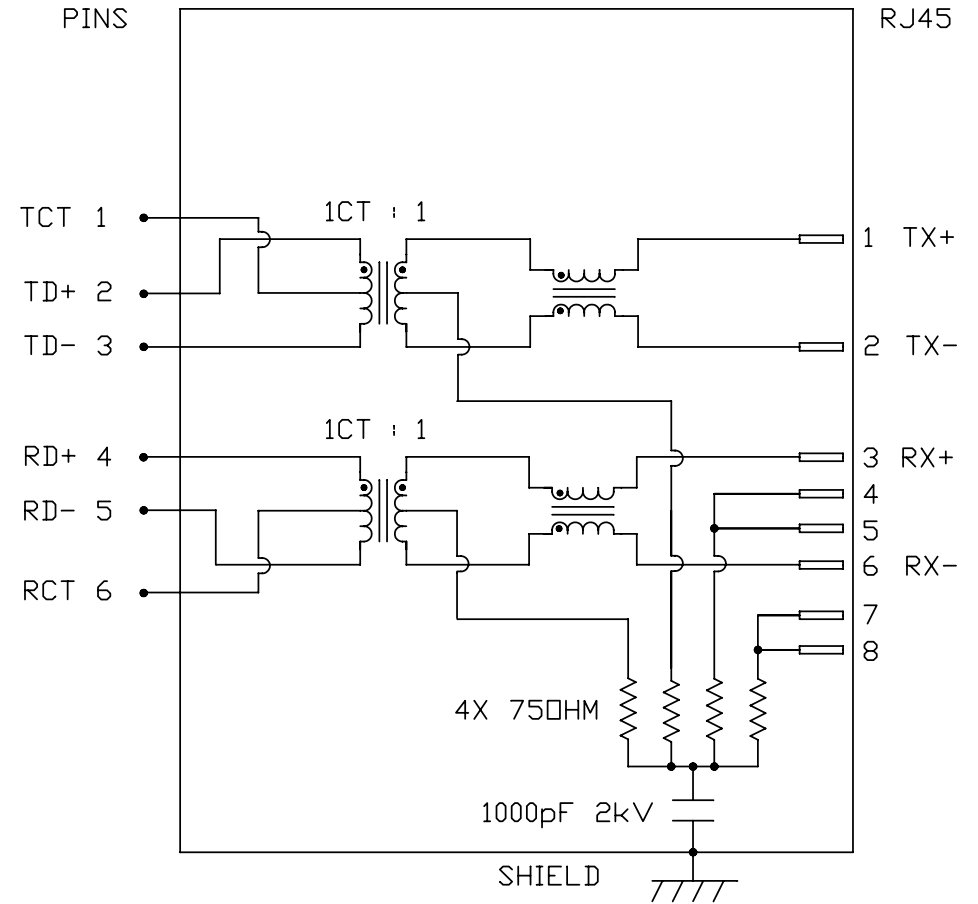 PINS
RJ45
TCT 1
1CT : 1
1 TX+
TD+ 2
TD- 3
2 TX-
1CT : 1
RD+ 4
3 RX+
4
RD- 5
5
6 RX-
RCT 6
7
8
4X 75OHM
1000pF 2kV
SHIELD